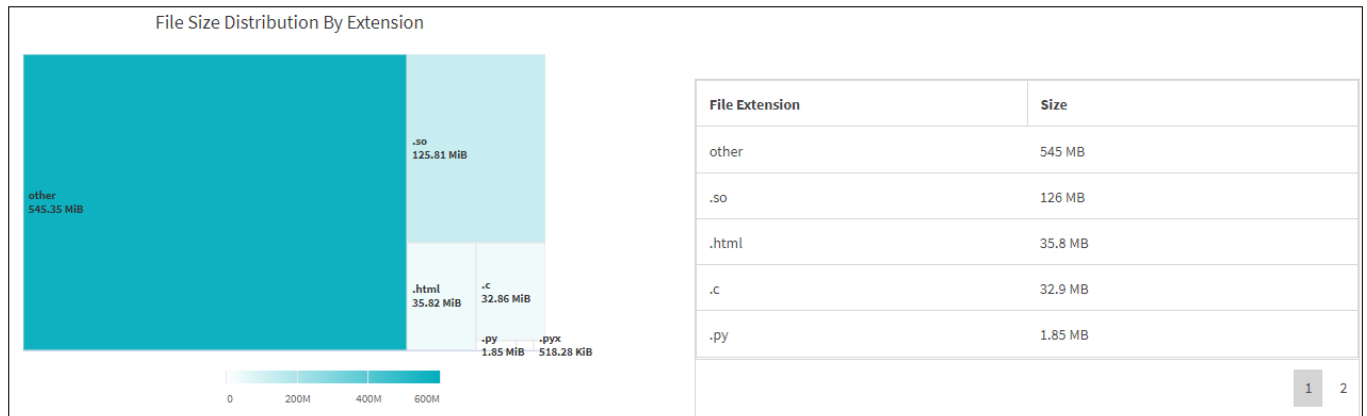 File Size Distribution By Extension
other
545.35 MiB
.so
125.81 MiB
.html
35.82 MiB
.c
32.86 MiB
.py
1.85 MiB
.pyx
518.28 KiB
0 200M 400M 600M
File Extension Size
other 545 MB
.so 126 MB
.html 35.8 MB
.c 32.9 MB
.py 1.85 MB
1 2